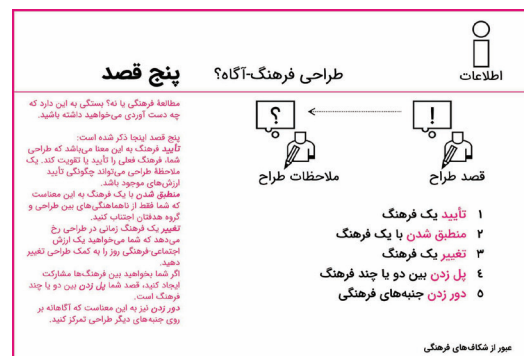 اطلاعات
طراحی فرهنگ-آگاه؟
!
؟
قصد طراح
ملاحظات طراح
۱ تأیید یک فرهنگ
۲ منطبق شدن با یک فرهنگ
۳ تغییر یک فرهنگ
٤ پل زدن بین دو یا چند فرهنگ
٥ دور زدن جنبه‌های فرهنگی
عبور از شکاف‌های فرهنگی
پنج قصد
مطالعهٔ فرهنگی یا نه؟ بستگی به این دارد که
چه دست آوردی می‌خواهید داشته باشید.
پنج قصد اینجا ذکر شده است:
تأیید فرهنگ به این معنا می‌باشد که طراحی
شما، فرهنگ فعلی را تأیید یا تقویت کند. یک
ملاحظهٔ طراحی می‌تواند چگونگی تأیید
ارزش‌های موجود باشد.
منطبق شدن با یک فرهنگ به این معناست
که شما فقط از ناهماهنگی‌های بین طراحی و
گروه هدفتان اجتناب کنید.
تغییر یک فرهنگ زمانی در طراحی رخ
می‌دهد که شما می‌خواهید یک ارزش
اجتماعی-فرهنگی روز را به کمک طراحی تغییر
دهید.
اگر شما بخواهید بین فرهنگ‌ها مشارکت
ایجاد کنید، قصد شما پل زدن بین دو یا چند
فرهنگ است.
دور زدن نیز به این معناست که آگاهانه بر
روی جنبه‌های دیگر طراحی تمرکز کنید.